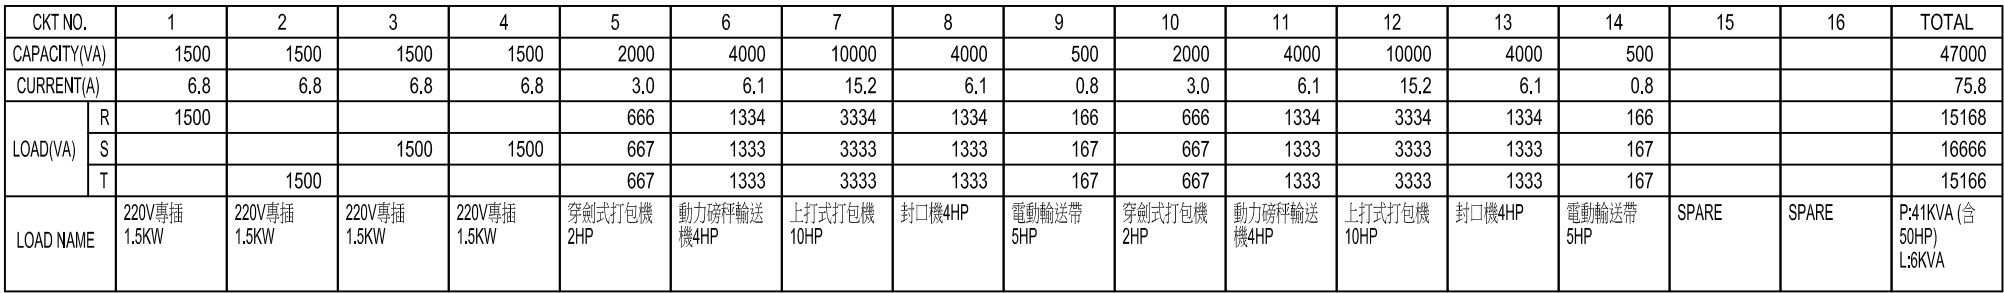 CKT NO. 1 2 3 4 5 6 7 8 9 10 11 12 13 14 15 16 TOTAL
CAPACITY(VA) 1500 1500 1500 1500 2000 4000 10000 4000 500 2000 4000 10000 4000 500 47000
CURRENT(A) 6.8 6.8 6.8 6.8 3.0 6.1 15.2 6.1 0.8 3.0 6.1 15.2 6.1 0.8 75.8
LOAD(VA)
R 1500 666 1334 3334 1334 166 666 1334 3334 1334 166 15168
S 1500 1500 667 1333 3333 1333 167 667 1333 3333 1333 167 16666
T 1500 667 1333 3333 1333 167 667 1333 3333 1333 167 15166
LOAD NAME
220V專插
1.5KW
220V專插
1.5KW
220V專插
1.5KW
220V專插
1.5KW
穿劍式打包機
2HP
動力磅秤輸送
機4HP
上打式打包機
10HP
封口機4HP
電動輸送帶
5HP
穿劍式打包機
2HP
動力磅秤輸送
機4HP
上打式打包機
10HP
封口機4HP
電動輸送帶
5HP
SPARE
SPARE
P:41KVA (含
50HP)
L:6KVA